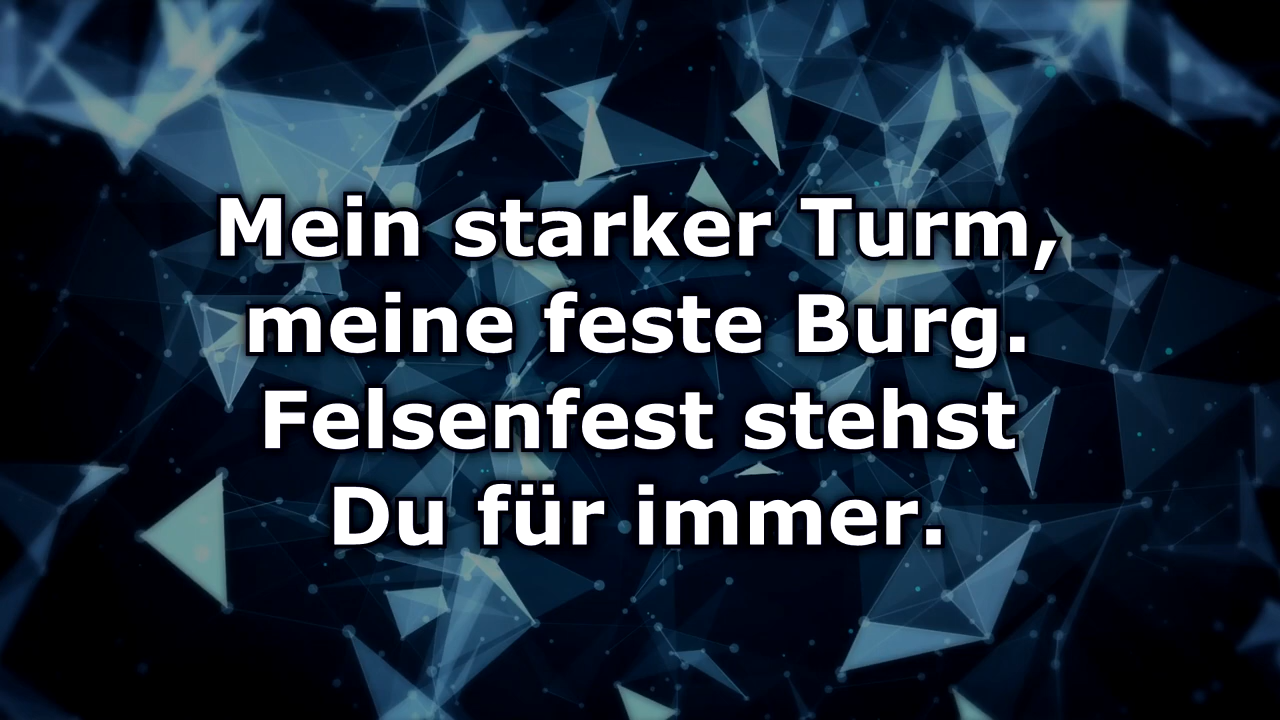 Mein starker Turm,
meine feste Burg.
Felsenfest stehst
Du für immer.